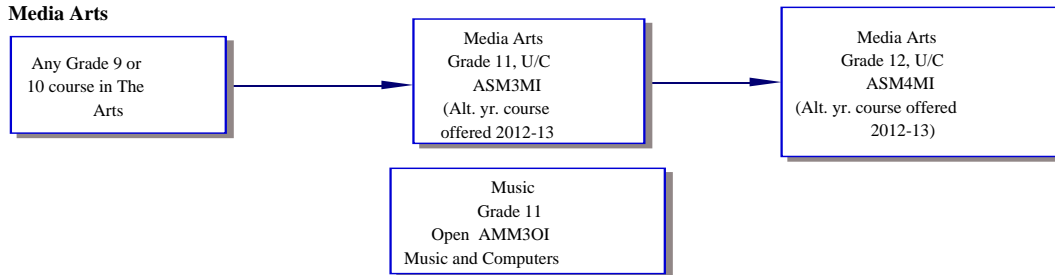 Media Arts
Any Grade 9 or
10 course in The
Arts
Media Arts
Grade 11, U/C
ASM3MI
(Alt. yr. course
offered 2012-13
Media Arts
Grade 12, U/C
ASM4MI
(Alt. yr. course offered
2012-13)
Music
Grade 11
Open AMM3OI
Music and Computers